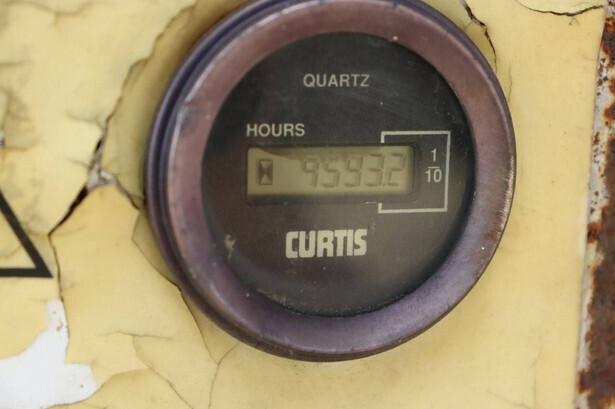 QUARTZ
HOURS
9593.2
1/10
CURTIS